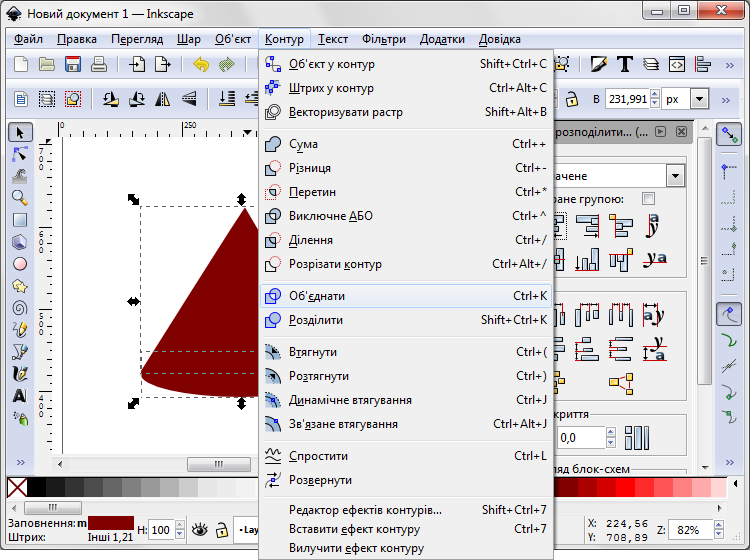 Новий документ 1 — Inkscape
Файл Правка Перегляд Шар Об'єкт Контур Текст Фільтри Додатки Довідка
B 231,991 px
Об'єкт у контур Shift+Ctrl+C
Штрих у контур Ctrl+Alt+C
Векторизувати растр Shift+Alt+B
розподілити... (
Сума Ctrl++
Різниця Ctrl+-
Перетин Ctrl+*
Виключне АБО Ctrl+^
Ділення Ctrl+/
Розрізати контур Ctrl+Alt+/
Об'єднати Ctrl+K
Розділити Shift+Ctrl+K
Втягнути Ctrl+(
Розтягнути Ctrl+)
Динамічне втягування Ctrl+J
Зв'язане втягування Ctrl+Alt+J
Спростити Ctrl+L
Розвернути
Редактор ефектів контурів... Shift+Ctrl+7
Вставити ефект контуру Ctrl+7
Вилучити ефект контуру
0 250
700
600
500
400
ачене
ране групою:
криття
0,0
ляд блок-схем
Заповнення: m
Штрих: Інші 1,21
Н: 100
•Lay
X: 224,56
Y: 708,89
Z: 82%